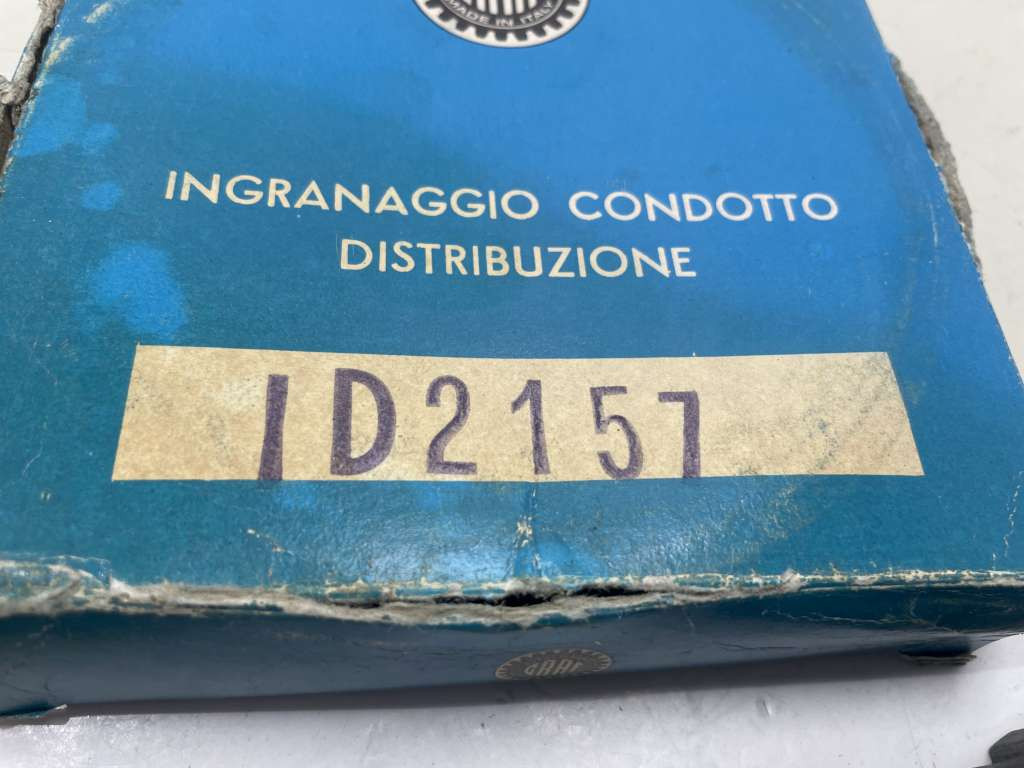 MADE IN ITALY
INGRANAGGIO CONDOTTO
DISTRIBUZIONE
ID2157